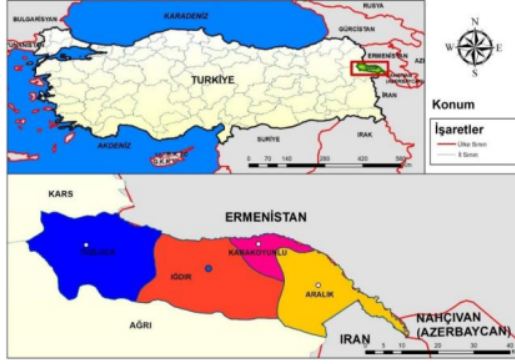 BULGARİSYAN
KARADENİZ
RUSYA
GÜRCİSTAN
ERMENİSTAN
TURKİYE
İRAN
AKDENİZ
SURİYE
IRAK
0 70 140 280 420 560
N
W E
S
Konum
İşaretler
Ülke Sınırı
İl Sınırı
KARS
ERMENİSTAN
TUZLUCA
KARAKOYUNLU
IĞDIR
ARALIK
AĞRI
IRAN
NAHÇIVAN
(AZERBAYCAN)
0 5 10 20 30 40